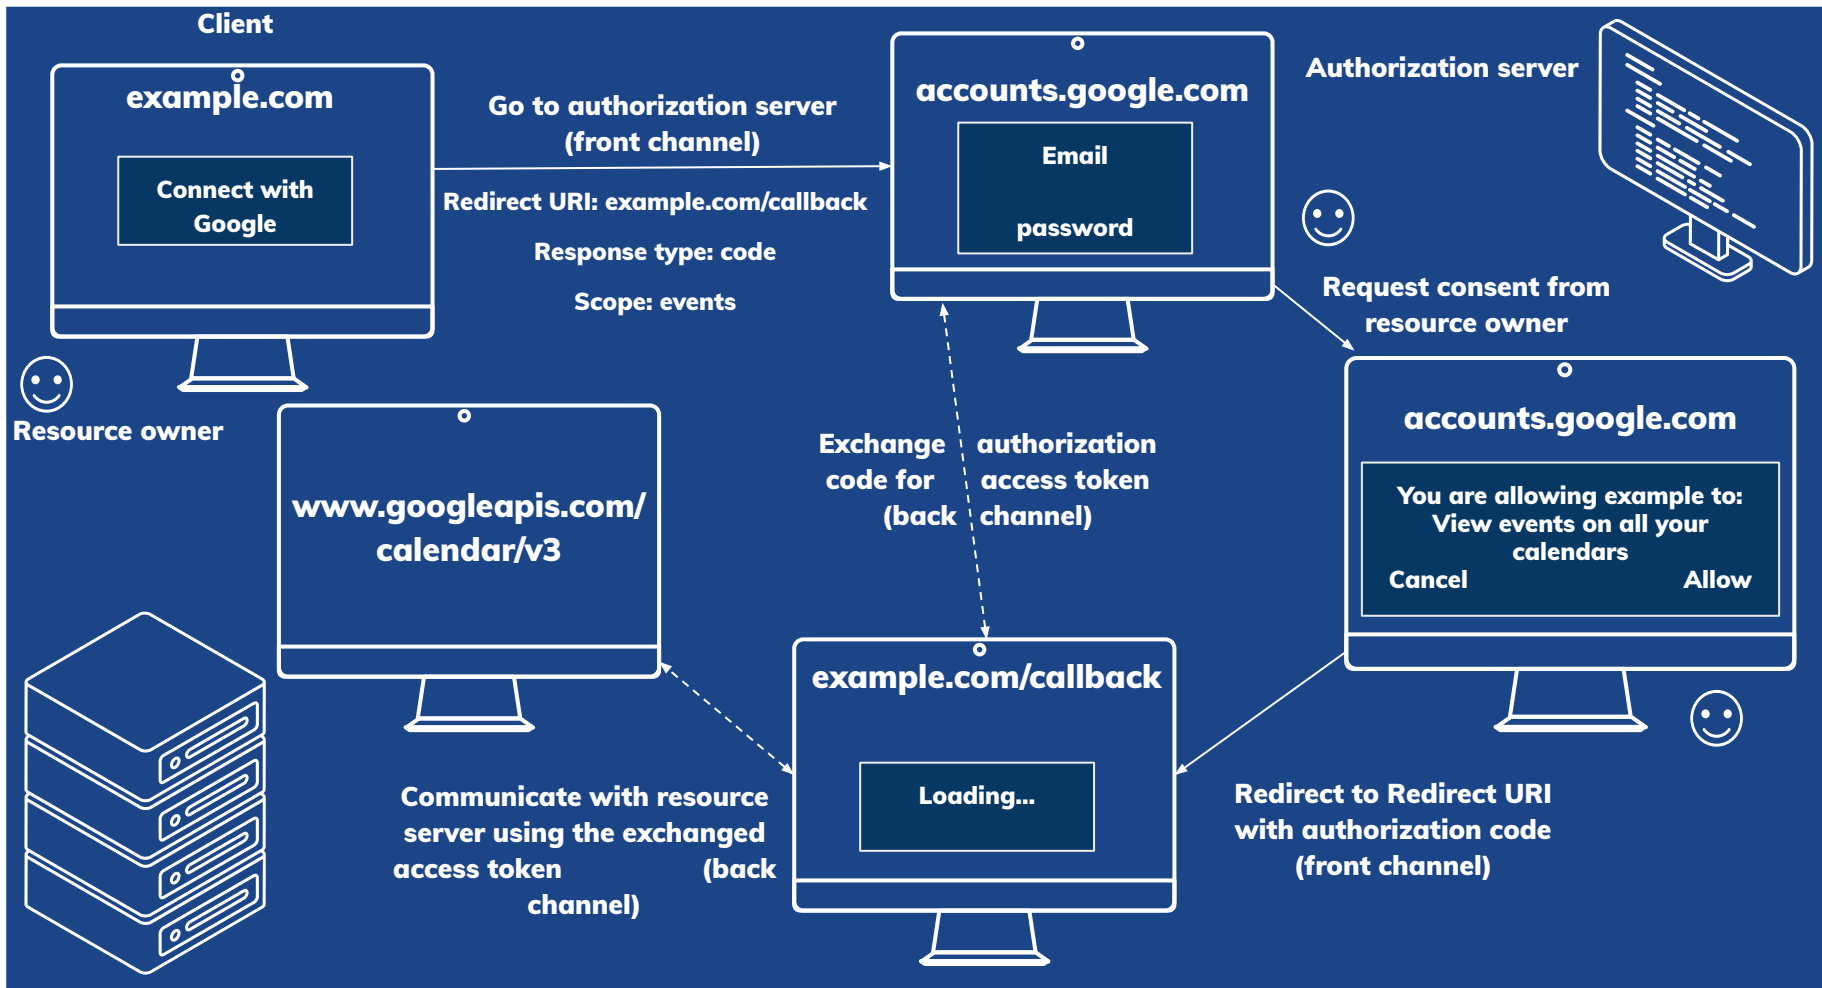 Client
example.com
Connect with
Google
Go to authorization server
(front channel)
Redirect URI: example.com/callback
Response type: code
Scope: events
accounts.google.com
Email
password
Authorization server
Request consent from
resource owner
Resource owner
accounts.google.com
You are allowing example to:
View events on all your
calendars
Cancel Allow
Exchange authorization
code for access token
(back channel)
www.googleapis.com/
calendar/v3
example.com/callback
Loading...
Redirect to Redirect URI
with authorization code
(front channel)
Communicate with resource
server using the exchanged
access token (back
channel)